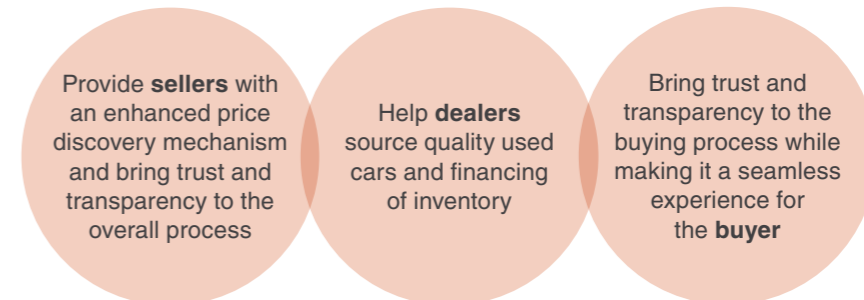 Provide sellers with
an enhanced price
discovery mechanism
and bring trust and
transparency to the
overall process
Help dealers
source quality used
cars and financing
of inventory
Bring trust and
transparency to the
buying process while
making it a seamless
experience for
the buyer